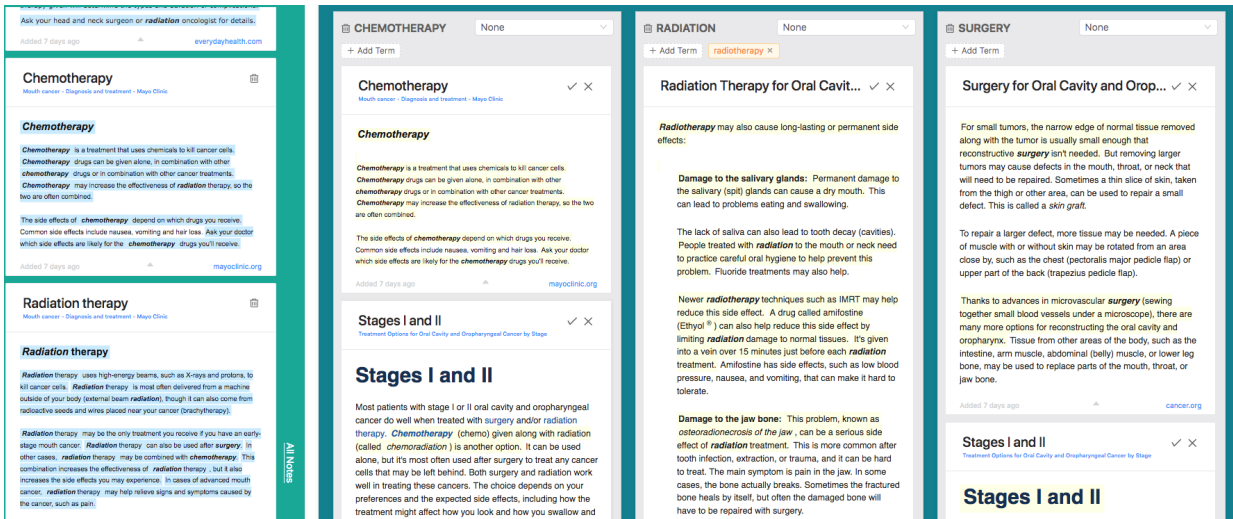 Ask your head and neck surgeon or radiation oncologist for details.
Added 7 days ago
everydayhealth.com
Chemotherapy
Mouth cancer - Diagnosis and treatment - Mayo Clinic
Chemotherapy
Chemotherapy is a treatment that uses chemicals to kill cancer cells.
Chemotherapy drugs can be given alone, in combination with other
chemotherapy drugs or in combination with other cancer treatments.
Chemotherapy may increase the effectiveness of radiation therapy, so the
two are often combined.
The side effects of chemotherapy depend on which drugs you receive.
Common side effects include nausea, vomiting and hair loss. Ask your doctor
which side effects are likely for the chemotherapy drugs you'll receive.
Added 7 days ago
mayoclinic.org
Radiation therapy
Mouth cancer - Diagnosis and treatment - Mayo Clinic
Radiation therapy
Radiation therapy uses high-energy beams, such as X-rays and protons, to
kill cancer cells. Radiation therapy is most often delivered from a machine
outside of your body (external beam radiation), though it can also come from
radioactive seeds and wires placed near your cancer (brachytherapy).
Radiation therapy may be the only treatment you receive if you have an early-
stage mouth cancer. Radiation therapy can also be used after surgery. In
other cases, radiation therapy may be combined with chemotherapy. This
combination increases the effectiveness of radiation therapy , but it also
increases the side effects you may experience. In cases of advanced mouth
cancer, radiation therapy may help relieve signs and symptoms caused by
the cancer, such as pain.
All Notes
CHEMOTHERAPY
None
+ Add Term
Chemotherapy
Mouth cancer - Diagnosis and treatment - Mayo Clinic
Chemotherapy
Chemotherapy is a treatment that uses chemicals to kill cancer cells.
Chemotherapy drugs can be given alone, in combination with other
chemotherapy drugs or in combination with other cancer treatments.
Chemotherapy may increase the effectiveness of radiation therapy, so the two
are often combined.
The side effects of chemotherapy depend on which drugs you receive.
Common side effects include nausea, vomiting and hair loss. Ask your doctor
which side effects are likely for the chemotherapy drugs you'll receive.
Added 7 days ago
mayoclinic.org
Stages I and II
Treatment Options for Oral Cavity and Oropharyngeal Cancer by Stage
Stages I and II
Most patients with stage I or II oral cavity and oropharyngeal
cancer do well when treated with surgery and/or radiation
therapy. Chemotherapy (chemo) given along with radiation
(called chemoradiation ) is another option. It can be used
alone, but it's most often used after surgery to treat any cancer
cells that may be left behind. Both surgery and radiation work
well in treating these cancers. The choice depends on your
preferences and the expected side effects, including how the
treatment might affect how you look and how you swallow and
RADIATION
None
+ Add Term
radiotherapy ×
Radiation Therapy for Oral Cavit...
Radiotherapy may also cause long-lasting or permanent side
effects:
Damage to the salivary glands: Permanent damage to
the salivary (spit) glands can cause a dry mouth. This
can lead to problems eating and swallowing.
The lack of saliva can also lead to tooth decay (cavities).
People treated with radiation to the mouth or neck need
to practice careful oral hygiene to help prevent this
problem. Fluoride treatments may also help.
Newer radiotherapy techniques such as IMRT may help
reduce this side effect. A drug called amifostine
(Ethyol ® ) can also help reduce this side effect by
limiting radiation damage to normal tissues. It's given
into a vein over 15 minutes just before each radiation
treatment. Amifostine has side effects, such as low blood
pressure, nausea, and vomiting, that can make it hard to
tolerate.
Damage to the jaw bone: This problem, known as
osteoradionecrosis of the jaw , can be a serious side
effect of radiation treatment. This is more common after
tooth infection, extraction, or trauma, and it can be hard
to treat. The main symptom is pain in the jaw. In some
cases, the bone actually breaks. Sometimes the fractured
bone heals by itself, but often the damaged bone will
have to be repaired with surgery.
SURGERY
None
+ Add Term
Surgery for Oral Cavity and Orop...
For small tumors, the narrow edge of normal tissue removed
along with the tumor is usually small enough that
reconstructive surgery isn't needed. But removing larger
tumors may cause defects in the mouth, throat, or neck that
will need to be repaired. Sometimes a thin slice of skin, taken
from the thigh or other area, can be used to repair a small
defect. This is called a skin graft.
To repair a larger defect, more tissue may be needed. A piece
of muscle with or without skin may be rotated from an area
close by, such as the chest (pectoralis major pedicle flap) or
upper part of the back (trapezius pedicle flap).
Thanks to advances in microvascular surgery (sewing
together small blood vessels under a microscope), there are
many more options for reconstructing the oral cavity and
oropharynx. Tissue from other areas of the body, such as the
intestine, arm muscle, abdominal (belly) muscle, or lower leg
bone, may be used to replace parts of the mouth, throat, or
jaw bone.
Added 7 days ago
cancer.org
Stages I and II
Treatment Options for Oral Cavity and Oropharyngeal Cancer by Stage
Stages I and II